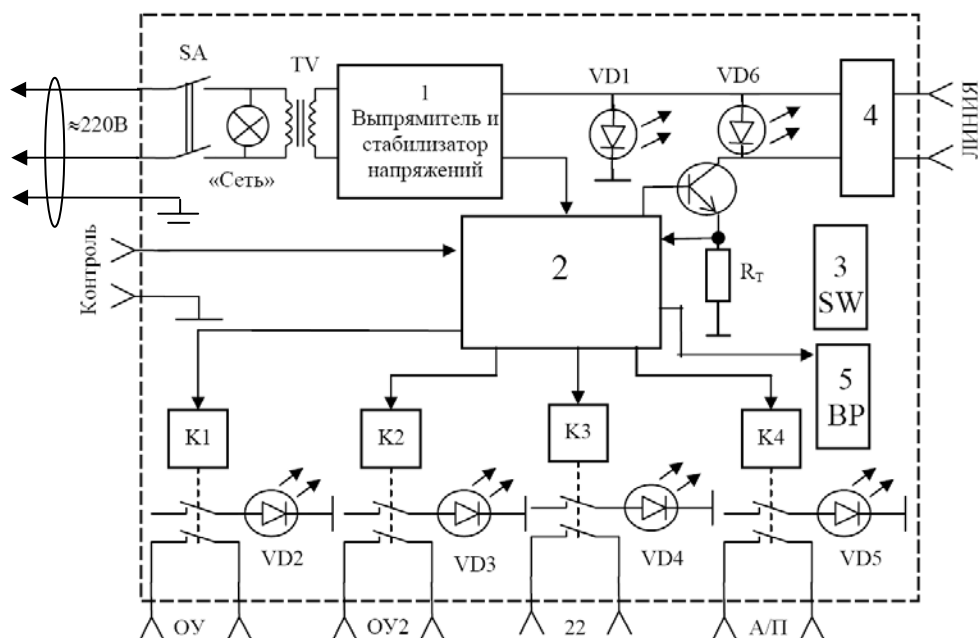 SA
TV
VD1
VD6
≈220В
«Сеть»
1
Выпрямитель и
стабилизатор
напряжений
4
ЛИНИЯ
Контроль
2
Rт
3
SW
5
BP
K1
K2
K3
K4
VD2
VD3
VD4
VD5
ОУ
ОУ2
22
А/П